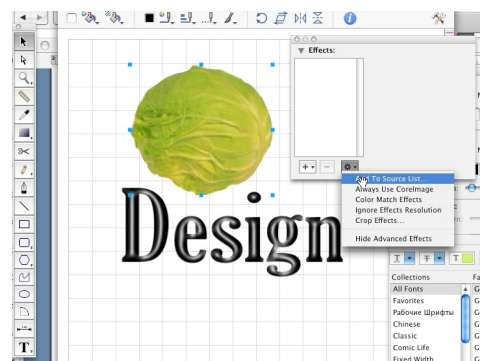 Effects:
Add To Source List...
Always Use CoreImage
Color Match Effects
Ignore Effects Resolution
Crop Effects...
Hide Advanced Effects
Design
Collections
All Fonts
Favorites
Рабочие Шрифты
Chinese
Classic
Comic Life
Fixed Width